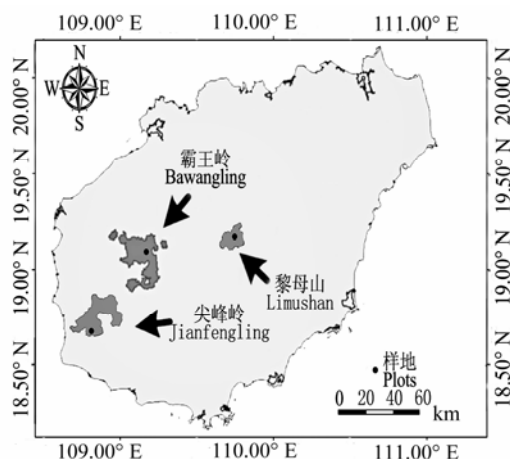 109.00° E 110.00° E 111.00° E
N
W E
S
20.00° N
20.00° N
霸王岭
Bawangling
19.50° N
19.50° N
19.00° N
19.00° N
黎母山
Limushan
尖峰岭
Jianfengling
18.50° N
18.50° N
样地
Plots
0 20 40 60
km
109.00° E 110.00° E 111.00° E